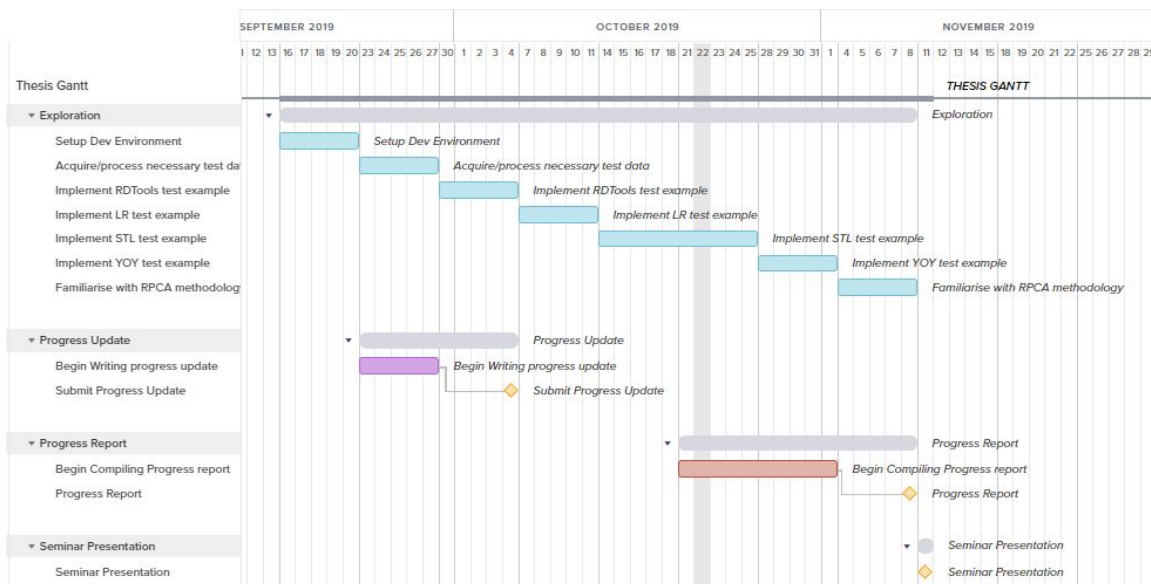 SEPTEMBER 2019 OCTOBER 2019 NOVEMBER 2019
12 13 16 17 18 19 20 23 24 25 26 27 30 1 2 3 4 7 8 9 10 11 14 15 16 17 18 21 22 23 24 25 28 29 30 31 1 4 5 6 7 8 11 12 13 14 15 18 19 20 21 22 25 26 27 28 29
Thesis Gantt THESIS GANTT
Exploration Exploration
Setup Dev Environment Setup Dev Environment
Acquire/process necessary test dat Acquire/process necessary test data
Implement RDTools test example Implement RDTools test example
Implement LR test example Implement LR test example
Implement STL test example Implement STL test example
Implement YOY test example Implement YOY test example
Familiarise with RPCA methodology Familiarise with RPCA methodology
Progress Update Progress Update
Begin Writing progress update Begin Writing progress update
Submit Progress Update Submit Progress Update
Progress Report Progress Report
Begin Compiling Progress report Begin Compiling Progress report
Progress Report Progress Report
Seminar Presentation Seminar Presentation
Seminar Presentation Seminar Presentation